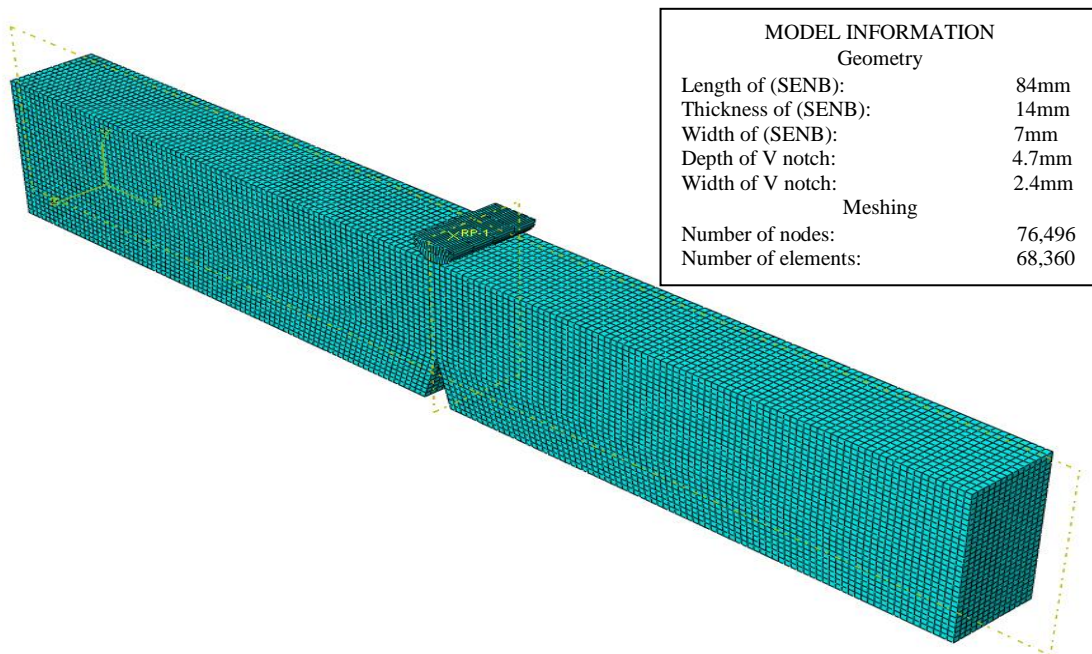 MODEL INFORMATION
Geometry
Length of (SENB): 84mm
Thickness of (SENB): 14mm
Width of (SENB): 7mm
Depth of V notch: 4.7mm
Width of V notch: 2.4mm
Meshing
Number of nodes: 76,496
Number of elements: 68,360
RP-1